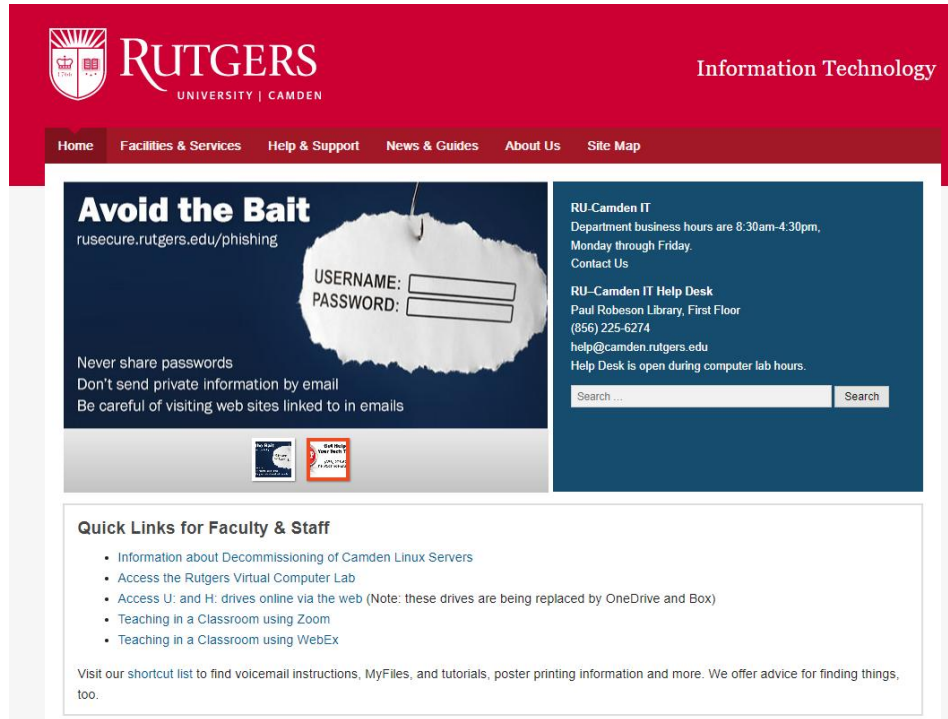 1766
RUTGERS
UNIVERSITY | CAMDEN
Information Technology
Home
Facilities & Services
Help & Support
News & Guides
About Us
Site Map
Avoid the Bait
rusecure.rutgers.edu/phishing
USERNAME:
PASSWORD:
Never share passwords
Don't send private information by email
Be careful of visiting web sites linked to in emails
RU-Camden IT
Department business hours are 8:30am-4:30pm,
Monday through Friday.
Contact Us
RU–Camden IT Help Desk
Paul Robeson Library, First Floor
(856) 225-6274
help@camden.rutgers.edu
Help Desk is open during computer lab hours.
Search ...
Search
Quick Links for Faculty & Staff
• Information about Decommissioning of Camden Linux Servers
• Access the Rutgers Virtual Computer Lab
• Access U: and H: drives online via the web (Note: these drives are being replaced by OneDrive and Box)
• Teaching in a Classroom using Zoom
• Teaching in a Classroom using WebEx
Visit our shortcut list to find voicemail instructions, MyFiles, and tutorials, poster printing information and more. We offer advice for finding things,
too.